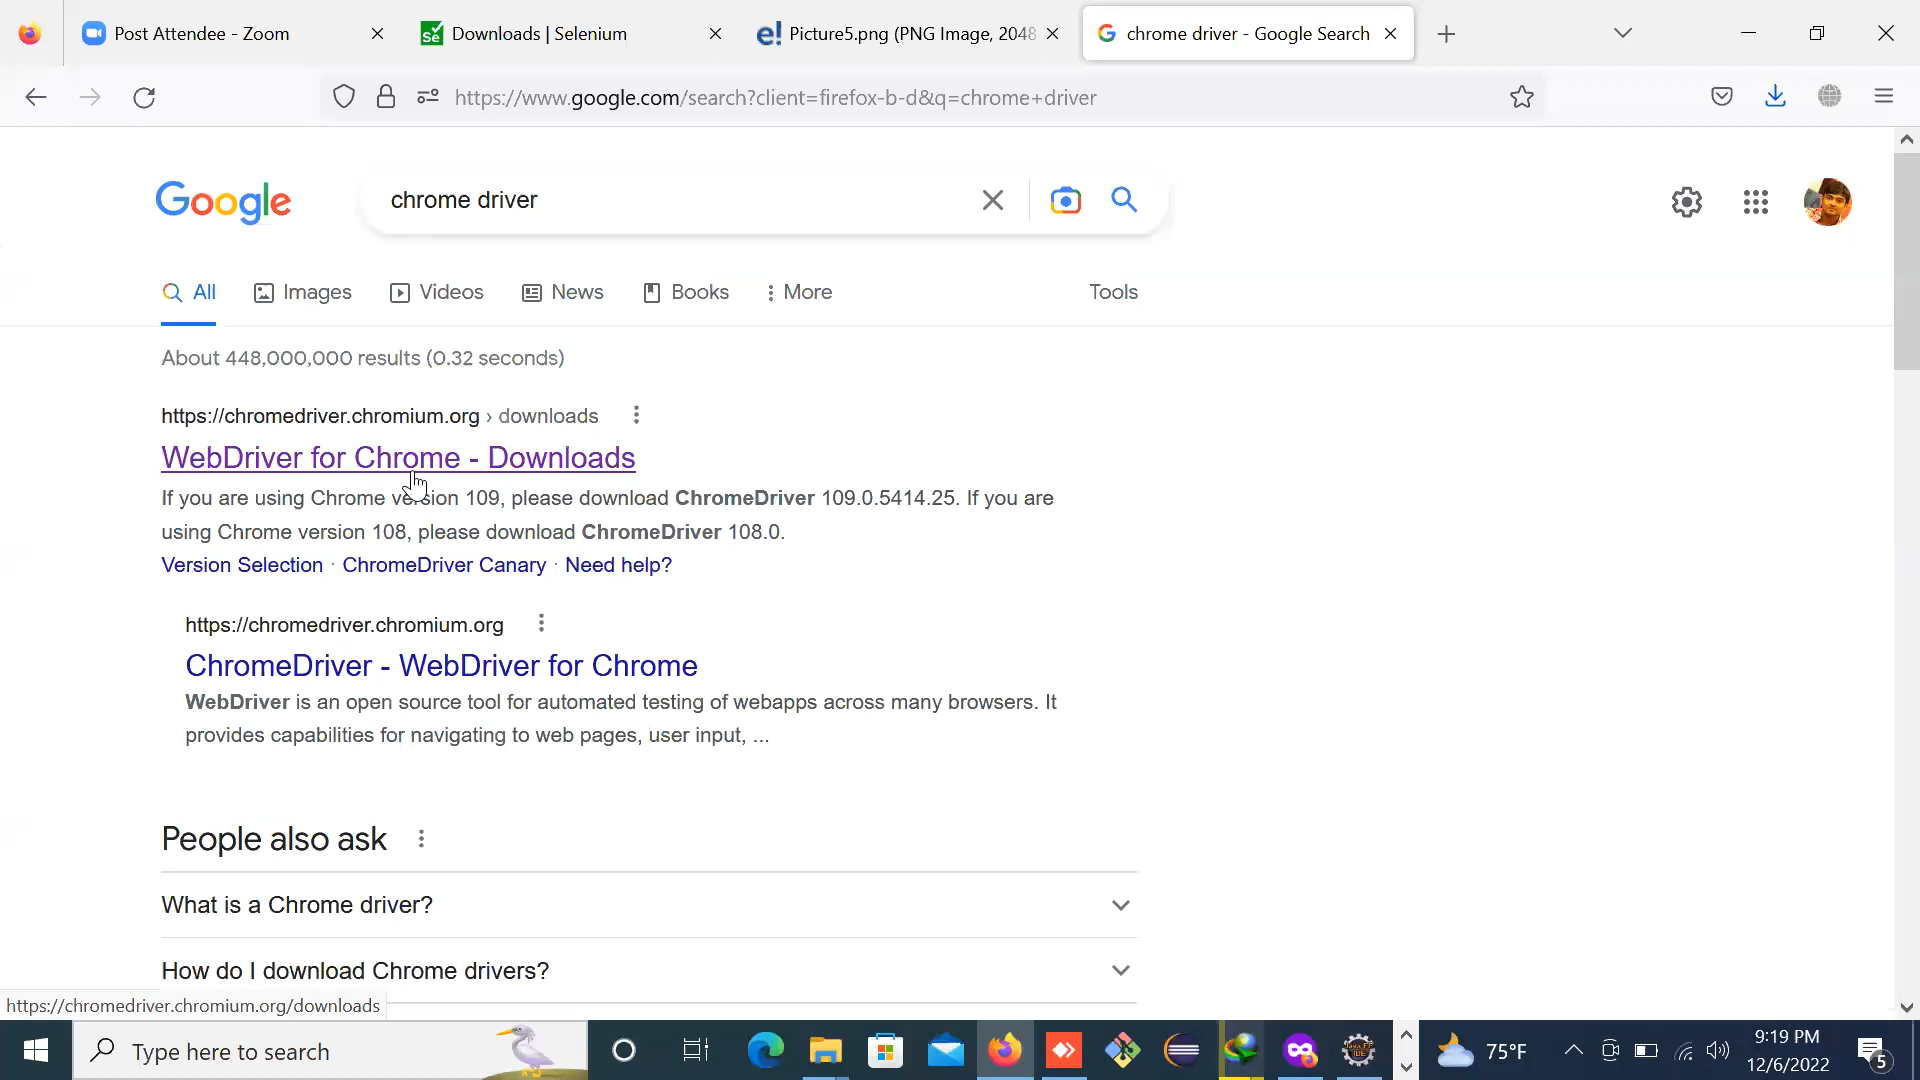 Post Attendee - Zoom
Downloads | Selenium
Picture5.png (PNG Image, 2048
chrome driver - Google Search
https://www.google.com/search?client=firefox-b-d&q=chrome+driver
Google
chrome driver
All
Images
Videos
News
Books
More
Tools
About 448,000,000 results (0.32 seconds)
https://chromedriver.chromium.org › downloads
WebDriver for Chrome - Downloads
If you are using Chrome version 109, please download ChromeDriver 109.0.5414.25. If you are
using Chrome version 108, please download ChromeDriver 108.0.
Version Selection · ChromeDriver Canary · Need help?
https://chromedriver.chromium.org
ChromeDriver - WebDriver for Chrome
WebDriver is an open source tool for automated testing of webapps across many browsers. It
provides capabilities for navigating to web pages, user input, ...
People also ask
What is a Chrome driver?
How do I download Chrome drivers?
https://chromedriver.chromium.org/downloads
Type here to search
75°F
9:19 PM
12/6/2022
5